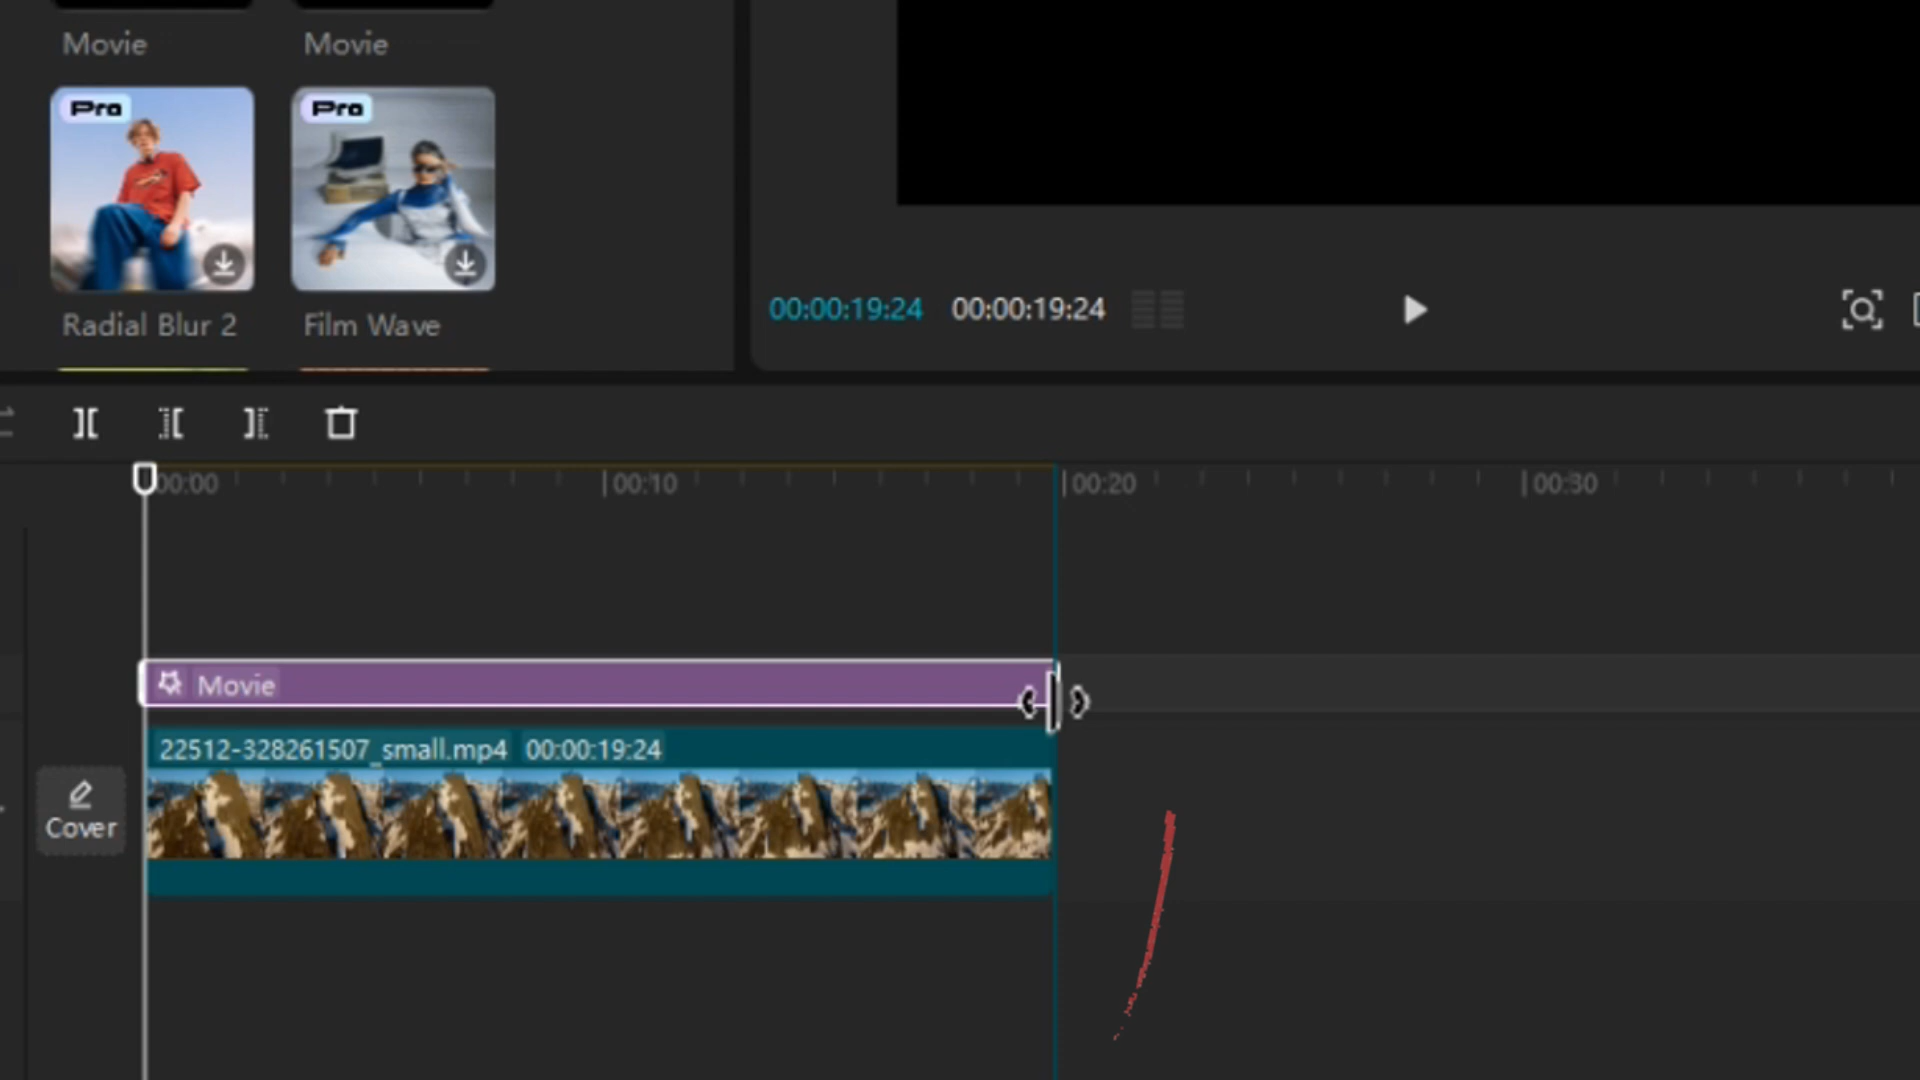 Movie Movie
Pro Pro
Radial Blur 2 Film Wave
00:00:19:24 00:00:19:24
00:00 00:10 00:20 00:30
Movie
22512-328261507_small.mp4 00:00:19:24
Cover